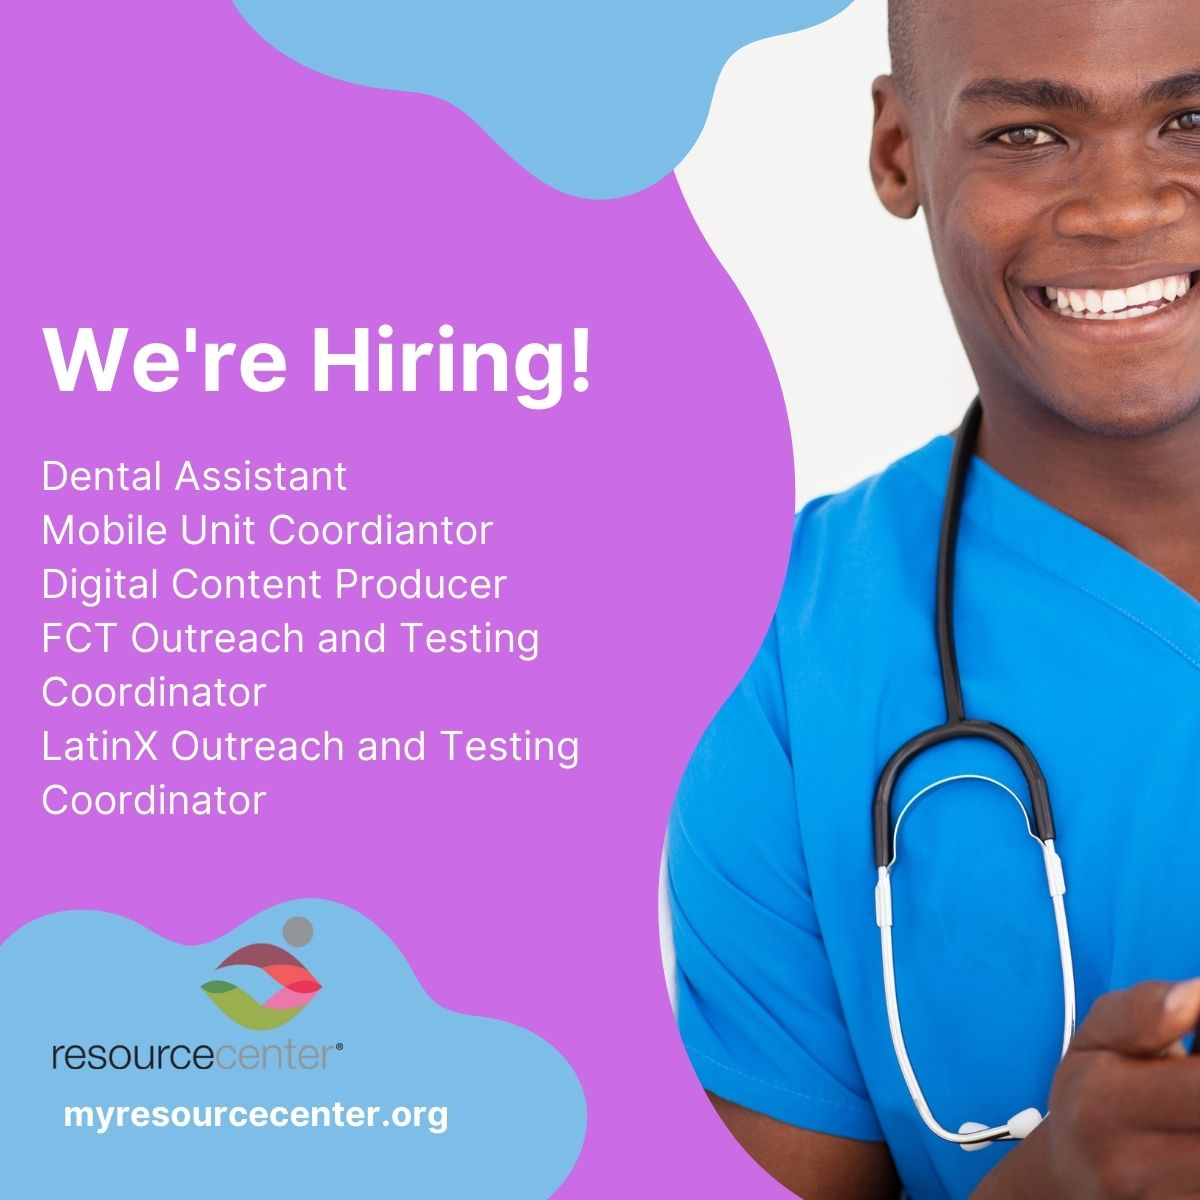 We're Hiring!
Dental Assistant
Mobile Unit Coordiantor
Digital Content Producer
FCT Outreach and Testing
Coordinator
LatinX Outreach and Testing
Coordinator
resourcecenter®
myresourcecenter.org